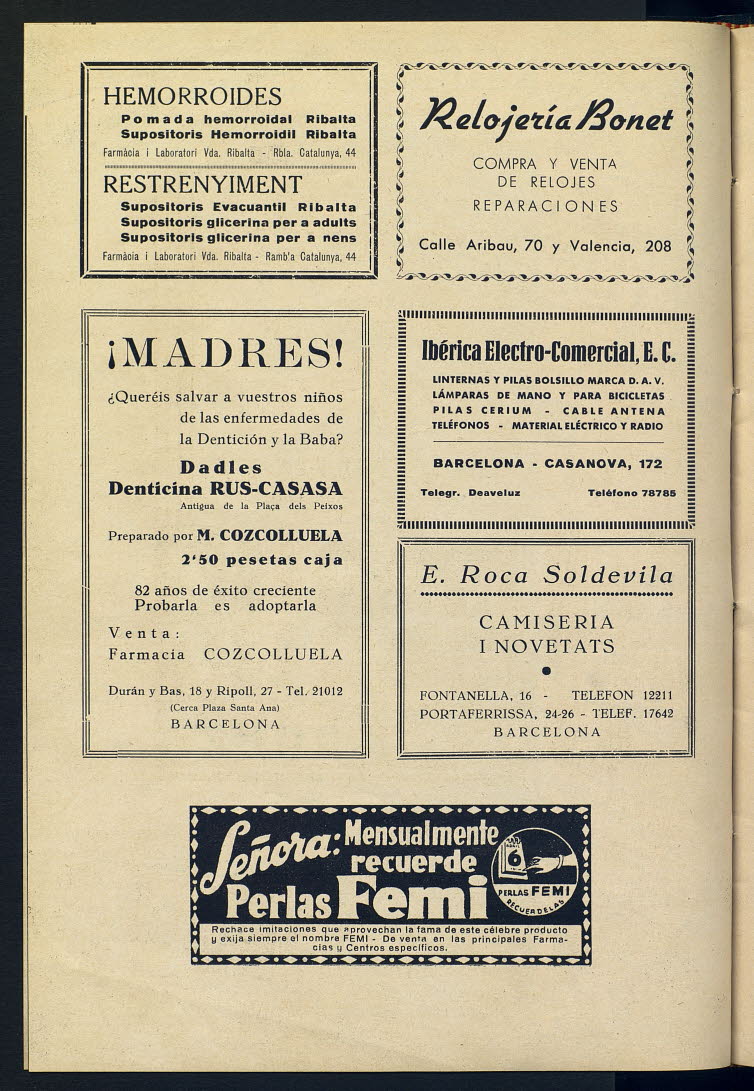 HEMORROIDES
Pomada hemorroidal Ribalta
Supositoris Hemorroidil Ribalta
Farmàcia i Laboratori Vda. Ribalta - Rbla. Catalunya, 44
RESTRENYIMENT
Supositoris Evacuantil Ribalta
Supositoris glicerina per a adults
Supositoris glicerina per a nens
Farmàcia i Laboratori Vda. Ribalta - Ramb'a Catalunya, 44
Relojería Bonet
COMPRA Y VENTA
DE RELOJES
REPARACIONES
Calle Aribau, 70 y Valencia, 208
¡MADRES!
¿Queréis salvar a vuestros niños
de las enfermedades de
la Dentición y la Baba?
Dadles
Denticina RUS-CASASA
Antigua de la Plaça dels Peixos
Preparado por M. COZCOLLUELA
2'50 pesetas caja
82 años de éxito creciente
Probarla es adoptarla
Venta:
Farmacia COZCOLLUELA
Durán y Bas, 18 y Ripoll, 27 - Tel. 21012
(Cerca Plaza Santa Ana)
BARCELONA
Ibérica Electro-Comercial, E. C.
LINTERNAS Y PILAS BOLSILLO MARCA D. A. V.
LÁMPARAS DE MANO Y PARA BICICLETAS
PILAS CERIUM - CABLE ANTENA
TELÉFONOS - MATERIAL ELÉCTRICO Y RADIO
BARCELONA - CASANOVA, 172
Telegr. Deaveluz Teléfono 78785
E. Roca Soldevila
CAMISERIA
I NOVETATS
FONTANELLA, 16 - TELEFON 12211
PORTAFERRISSA, 24-26 - TELEF. 17642
BARCELONA
Señora: Mensualmente
recuerde
Perlas Femi
6
PERLAS FEMI
RECUERDELAS
Rechace imitaciones que aprovechan la fama de este célebre producto
y exija siempre el nombre FEMI - De venta en las principales Farma-
cias y Centros específicos.